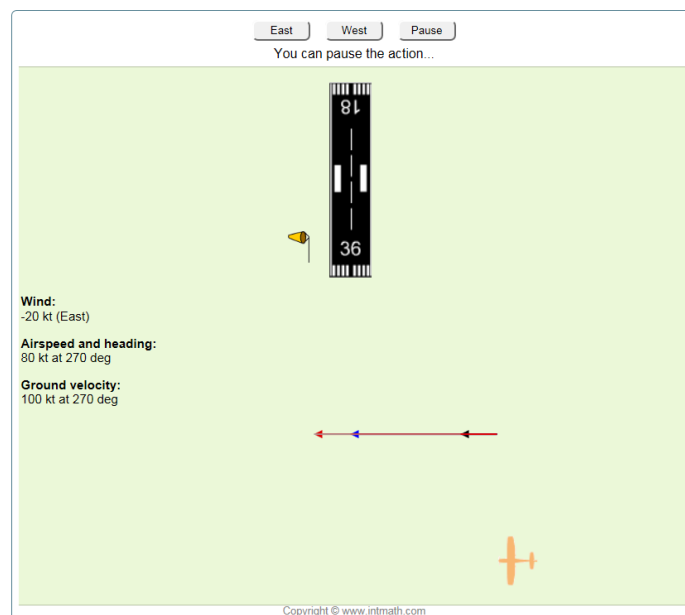 East West Pause
You can pause the action...
18
36
Wind:
-20 kt (East)
Airspeed and heading:
80 kt at 270 deg
Ground velocity:
100 kt at 270 deg
Copyright © www.intmath.com